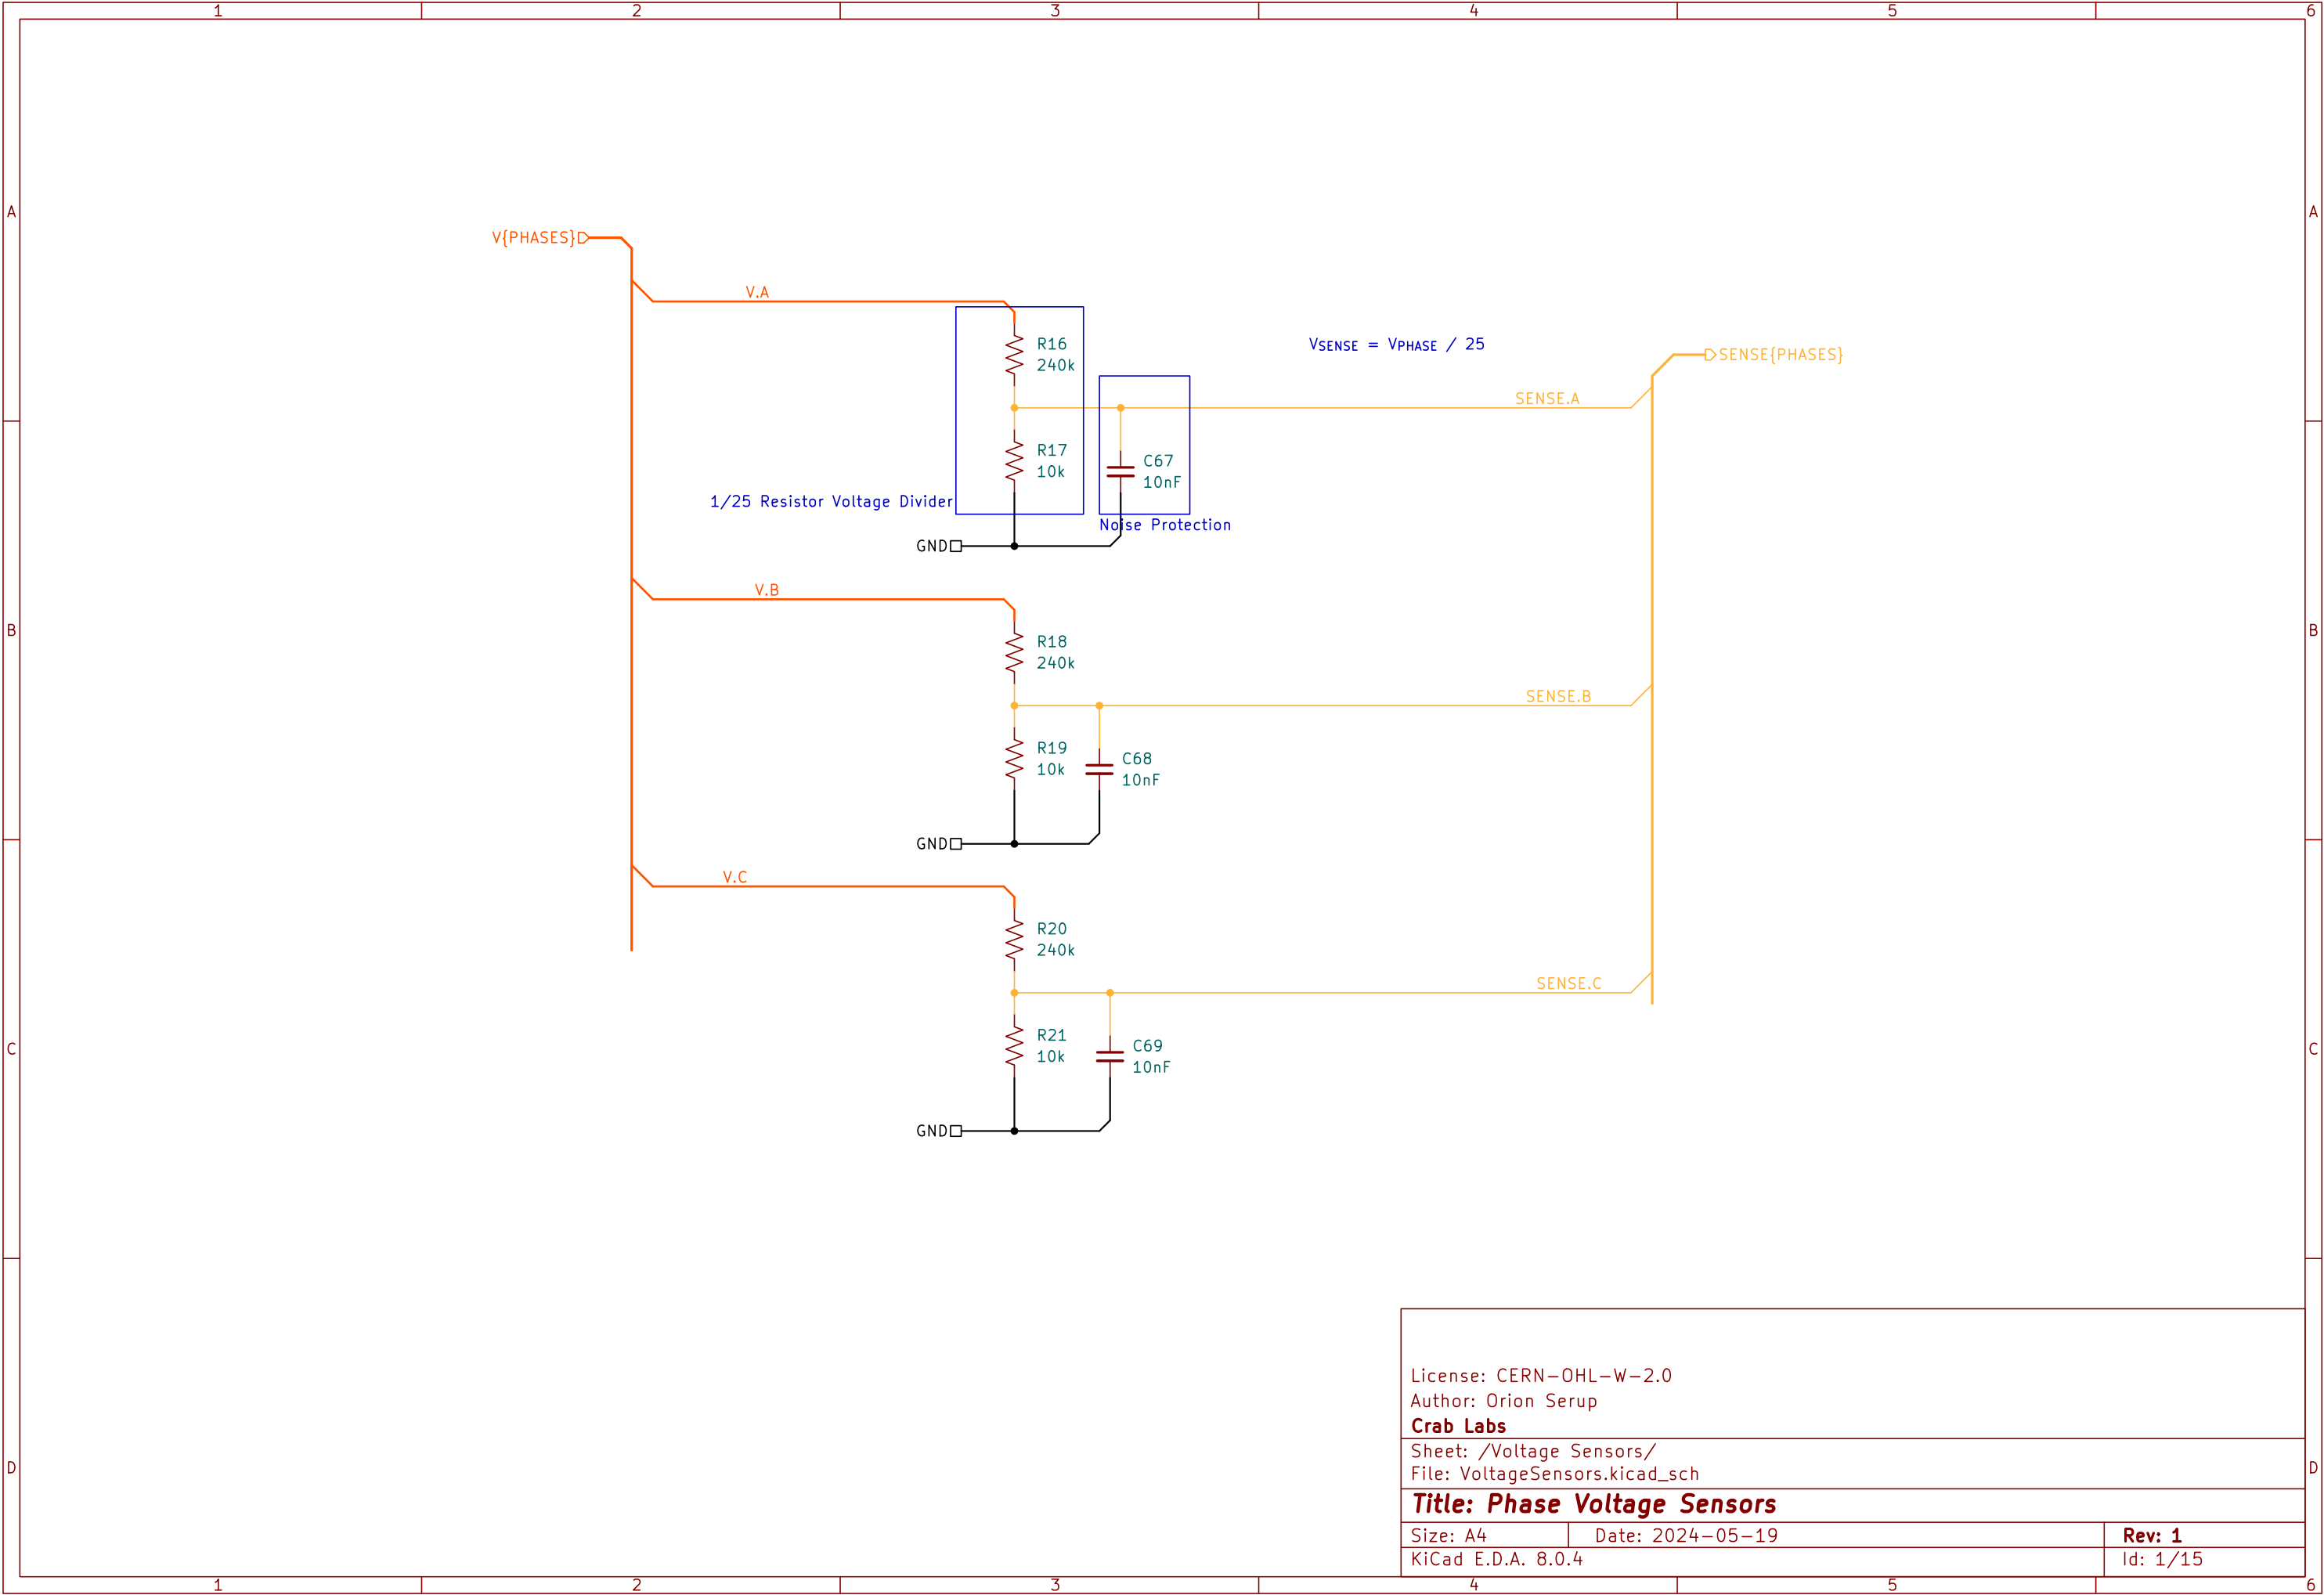 1 2 3 4 5 6
A A
V{PHASES}
V.A
R16
240k
VSENSE = VPHASE / 25
SENSE{PHASES}
SENSE.A
R17
10k
C67
10nF
1/25 Resistor Voltage Divider
Noise Protection
GND
V.B
B B
R18
240k
SENSE.B
R19
10k
C68
10nF
GND
V.C
R20
240k
SENSE.C
R21
10k
C69
10nF
C C
GND
License: CERN-OHL-W-2.0
Author: Orion Serup
Crab Labs
Sheet: /Voltage Sensors/
File: VoltageSensors.kicad_sch
D D
Title: Phase Voltage Sensors
Size: A4 Date: 2024-05-19 Rev: 1
KiCad E.D.A. 8.0.4 Id: 1/15
1 2 3 4 5 6